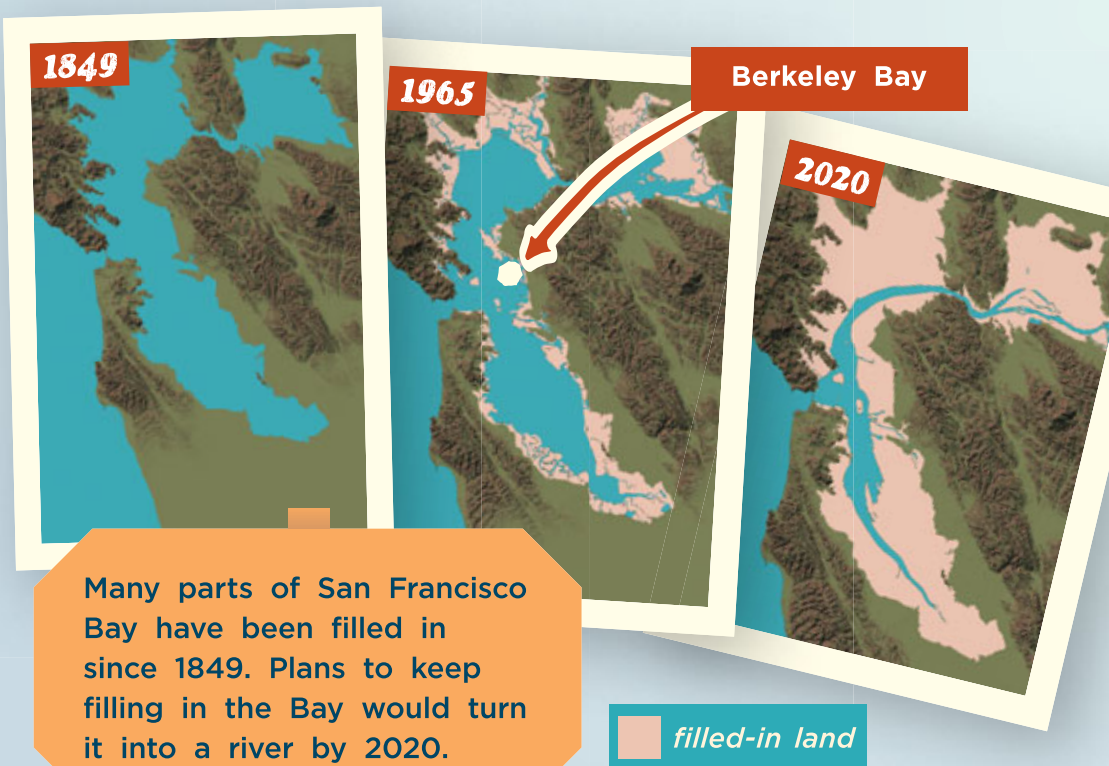 1849
1965
Berkeley Bay
2020
Many parts of San Francisco
Bay have been filled in
since 1849. Plans to keep
filling in the Bay would turn
it into a river by 2020.
filled-in land